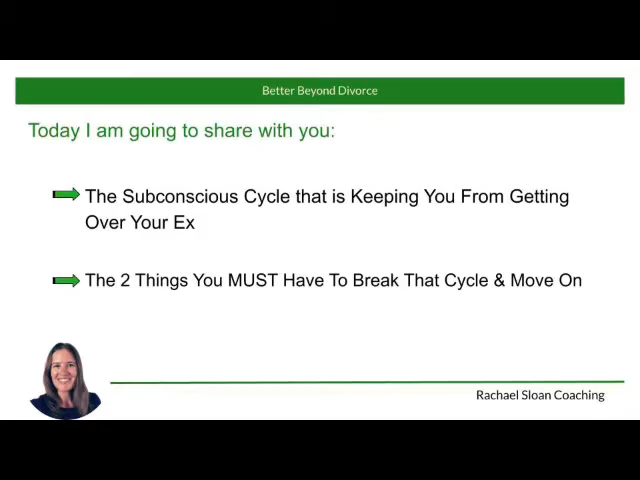 Better Beyond Divorce
Today I am going to share with you:
The Subconscious Cycle that is Keeping You From Getting
Over Your Ex
The 2 Things You MUST Have To Break That Cycle & Move On
Rachael Sloan Coaching